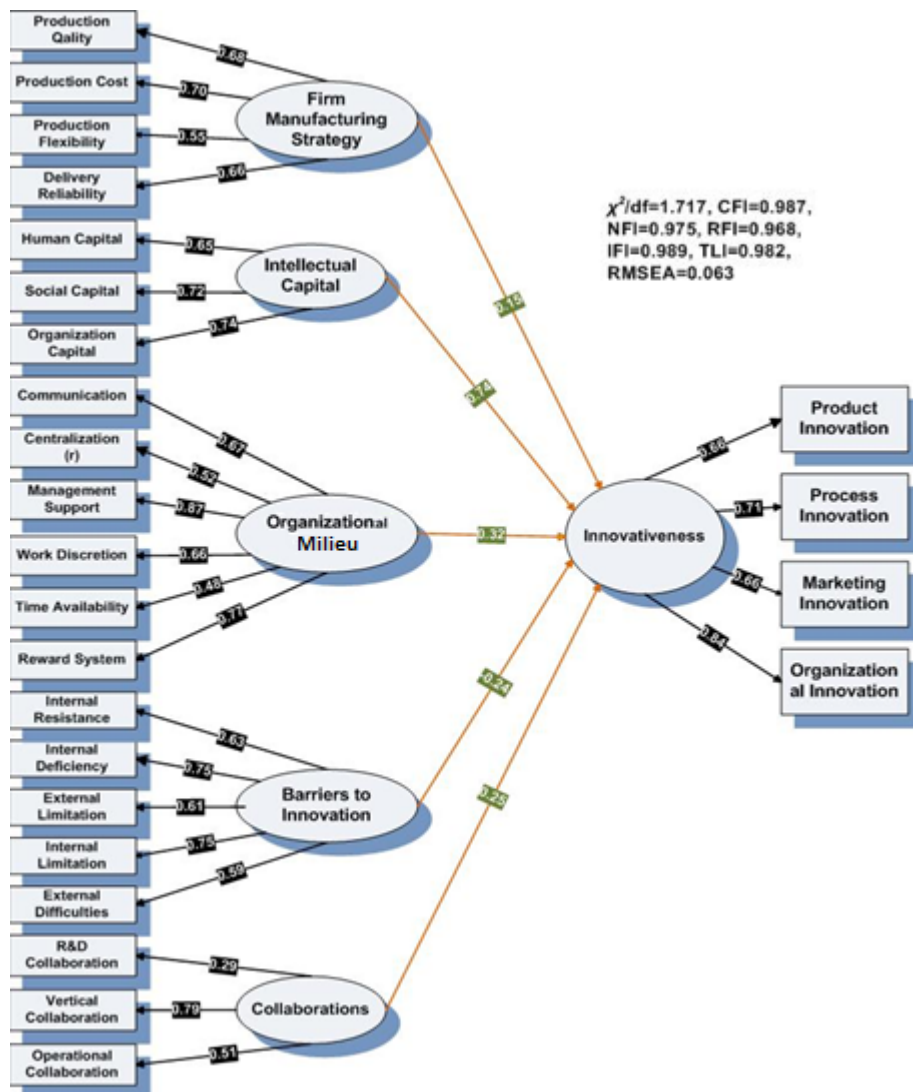 Production
Qality
0.68
Production Cost
0.70
Firm
Manufacturing
Strategy
Production
Flexibility
0.55
Delivery
Reliability
0.66
χ²/df=1.717, CFI=0.987,
NFI=0.975, RFI=0.968,
IFI=0.989, TLI=0.982,
RMSEA=0.063
Human Capital
0.65
Intellectual
Capital
Social Capital
0.72
0.15
Organization
Capital
0.74
0.74
Communication
0.67
Product
Innovation
0.66
Centralization
(r)
0.52
Management
Support
0.87
Organizational
Milieu
0.32
Innovativeness
0.71
Process
Innovation
Work Discretion
0.66
Time Availability
0.48
0.66
Marketing
Innovation
Reward System
0.77
0.84
Organization
al Innovation
Internal
Resistance
0.63
-0.24
Internal
Deficiency
0.75
External
Limitation
0.61
Barriers to
Innovation
0.25
Internal
Limitation
0.75
External
Difficulties
0.59
R&D
Collaboration
0.29
Vertical
Collaboration
0.79
Collaborations
Operational
Collaboration
0.51